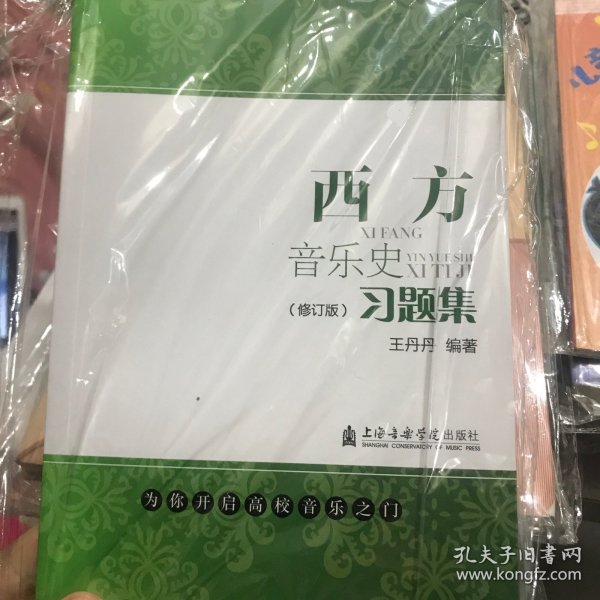 西方
XI FANG
音乐史
YIN YUE SHI
XI TI JI
(修订版) 习题集
王丹丹 编著
上海音乐学院出版社
SHANGHAI CONSERVATORY OF MUSIC PRESS
为你开启高校音乐之门
儿童
孔夫子旧书网
www.kongfz.com